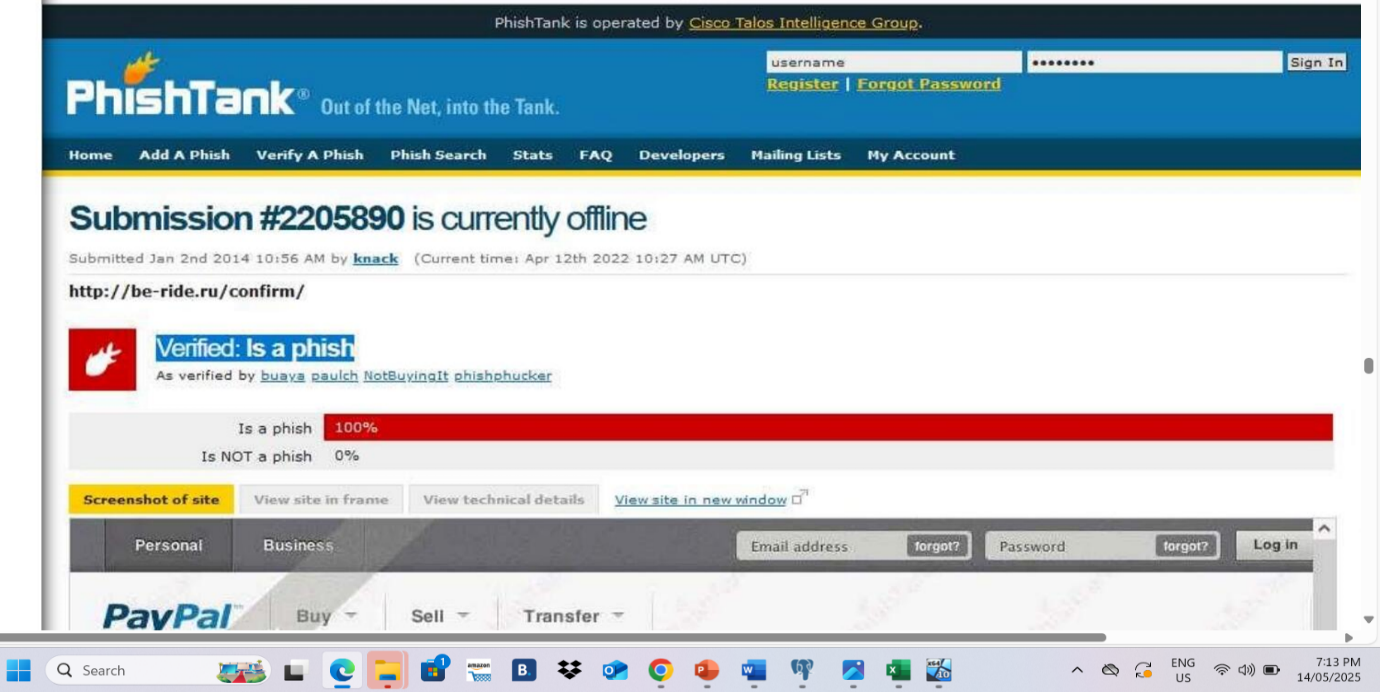 PhishTank is operated by Cisco Talos Intelligence Group.
username •••••••• Sign In
Register | Forgot Password
PhishTank® Out of the Net, into the Tank.
Home Add A Phish Verify A Phish Phish Search Stats FAQ Developers Mailing Lists My Account
Submission #2205890 is currently offline
Submitted Jan 2nd 2014 10:56 AM by knack (Current time: Apr 12th 2022 10:27 AM UTC)
http://be-ride.ru/confirm/
Verified: Is a phish
As verified by buaya paulch NotBuyingIt phishphucker
Is a phish 100%
Is NOT a phish 0%
Screenshot of site View site in frame View technical details View site in new window
Personal Business Email address forgot? Password forgot? Log in
PayPal™ Buy Sell Transfer
Search amazon B. 1 ENG 7:13 PM
US 14/05/2025